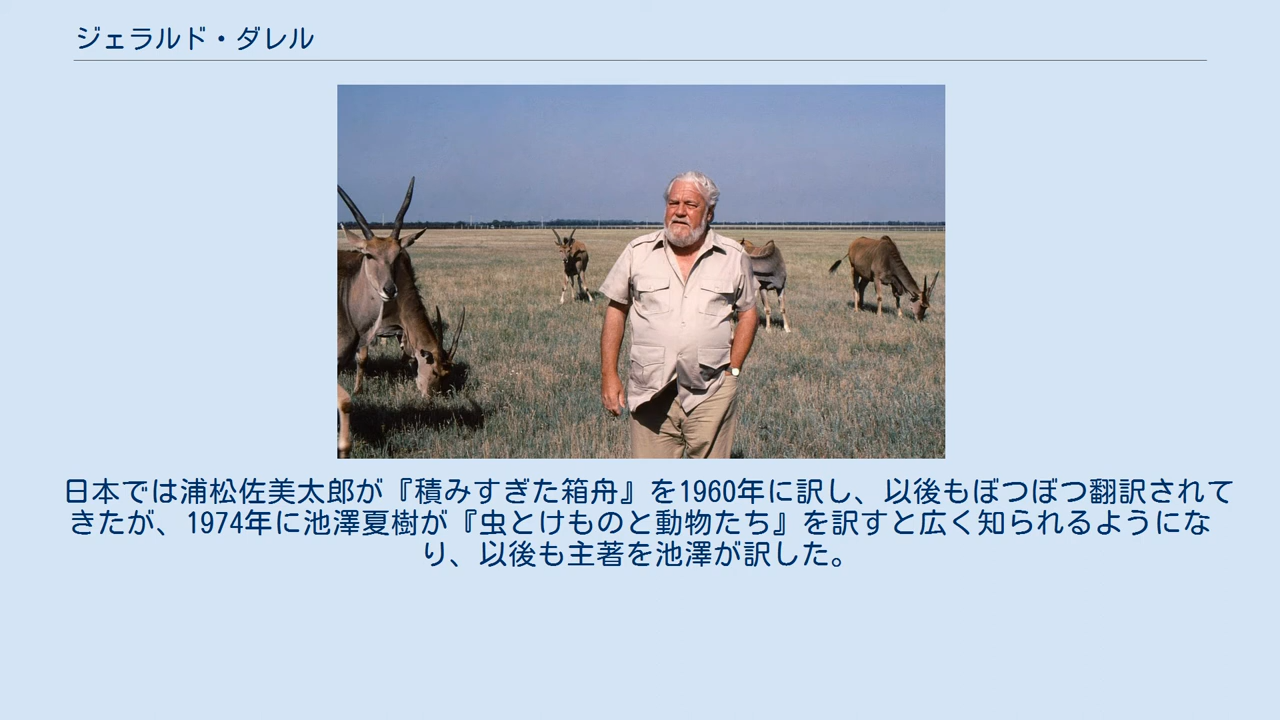 ジェラルド・ダレル
日本では浦松佐美太郎が『積みすぎた箱舟』を1960年に訳し、以後もぼつぼつ翻訳されて
きたが、1974年に池澤夏樹が『虫とけものと動物たち』を訳すと広く知られるようにな
り、以後も主著を池澤が訳した。